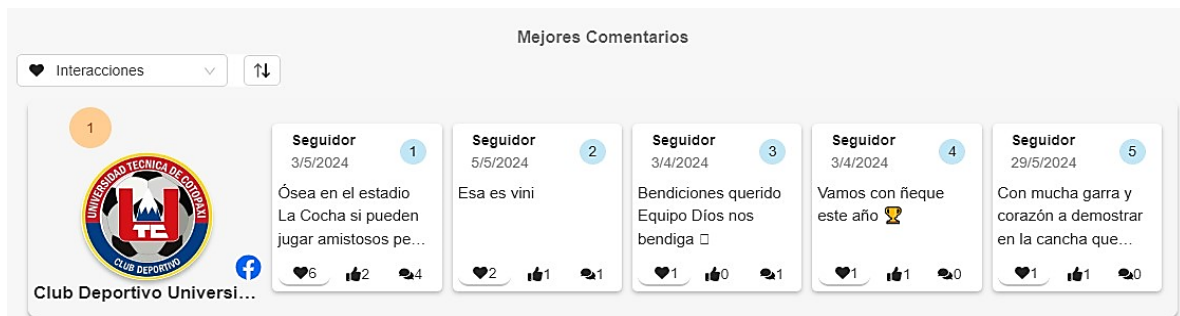 Mejores Comentarios
Interacciones
1
UNIVERSIDAD TECNICA DE COTOPAXI
U
TC
CLUB DEPORTIVO
Club Deportivo Universi...
Seguidor
3/5/2024
1
Ósea en el estadio
La Cocha si pueden
jugar amistosos pe...
6 2 4
Seguidor
5/5/2024
2
Esa es vini
2 1 1
Seguidor
3/4/2024
3
Bendiciones querido
Equipo Díos nos
bendiga
1 0 1
Seguidor
3/4/2024
4
Vamos con ñeque
este año 🏆
1 1 0
Seguidor
29/5/2024
5
Con mucha garra y
corazón a demostrar
en la cancha que...
1 1 0